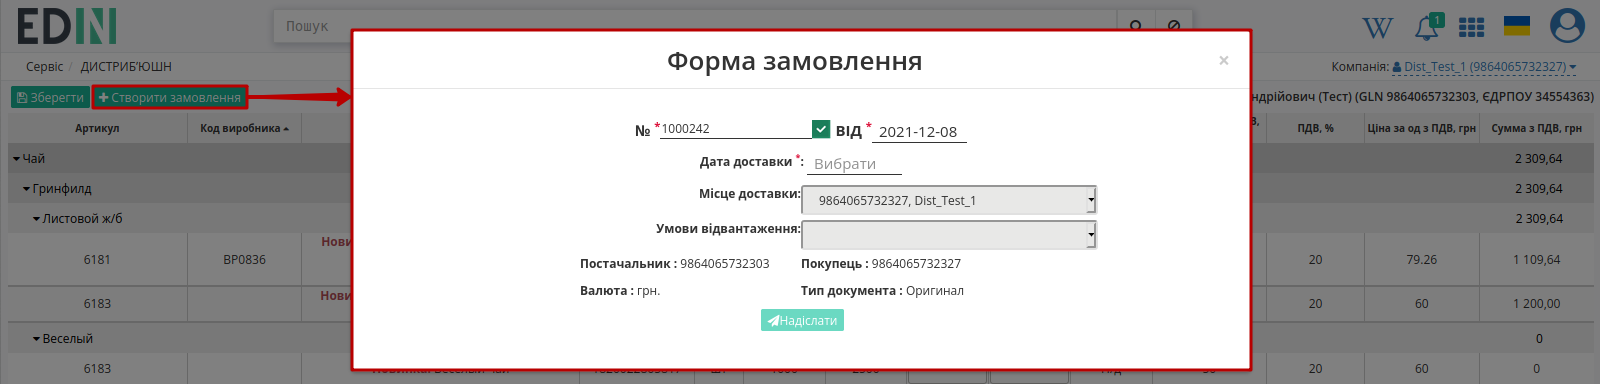 EDIN
Пошук
W
1
Сервіс / ДИСТРИБ'ЮШН
Компанія: Dist_Test_1 (9864065732327)
Зберегти
Створити замовлення
ндрійович (Тест) (GLN 9864065732303, ЄДРПОУ 34554363)
Артикул Код виробника ПДВ, % Ціна за од з ПДВ, грн Сума з ПДВ, грн
Чай 2 309,64
Гринфилд 2 309,64
Листовой ж/б 2 309,64
Нови
6181 BP0836 20 79.26 1 109,64
Нови
6183 20 60 1 200,00
Веселый 0
6183 20 60 0
Форма замовлення
×
№ *1000242 ВІД * 2021-12-08
Дата доставки *: Вибрати
Місце доставки: 9864065732327, Dist_Test_1
Умови відвантаження:
Постачальник : 9864065732303 Покупець : 9864065732327
Валюта : грн. Тип документа : Оригинал
Надіслати